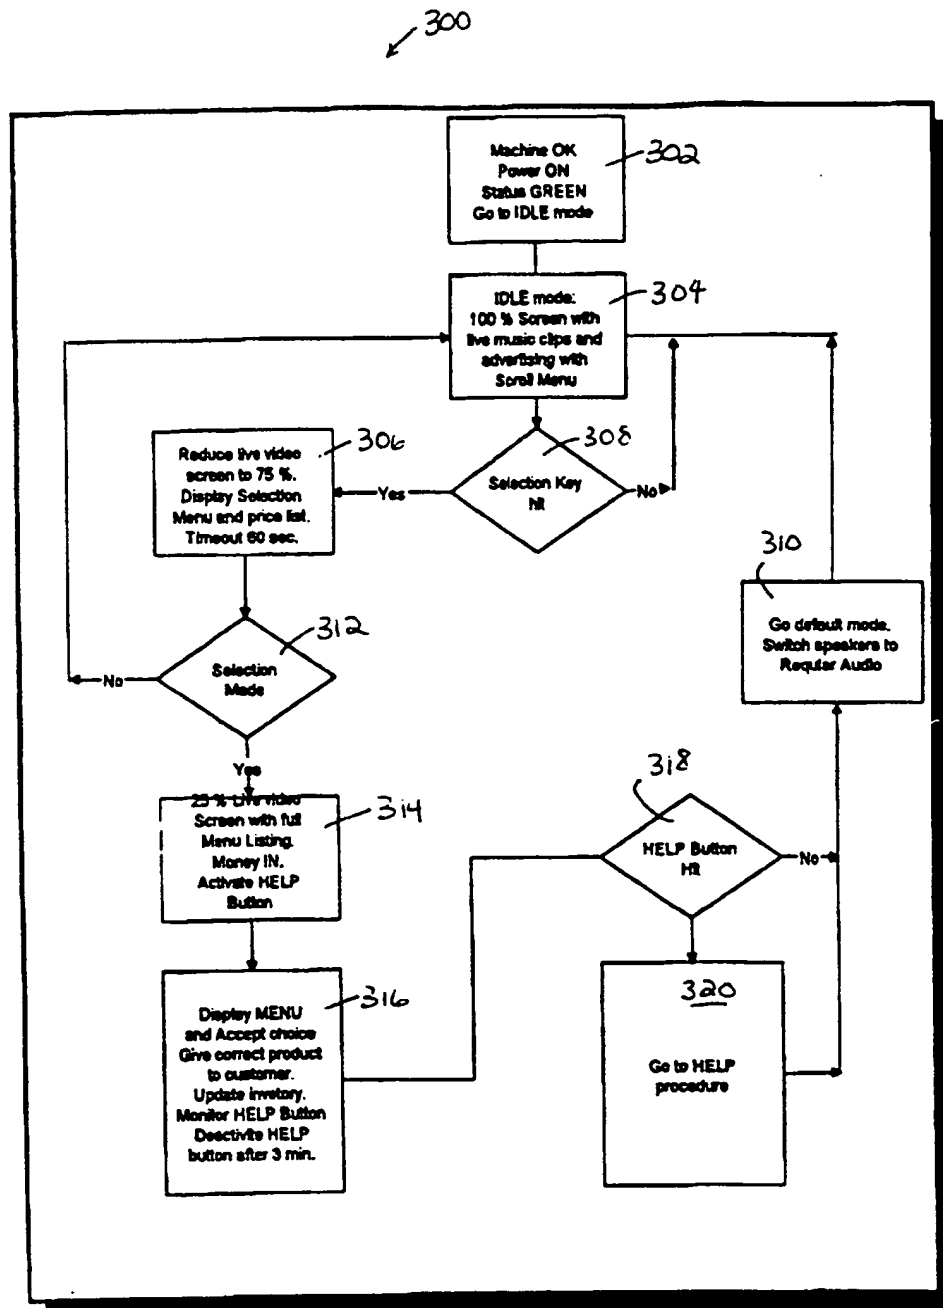 300
Machine OK
Power ON
Status GREEN
Go to IDLE mode
302
IDLE mode:
100 % Screen with
live music clips and
advertising with
Scroll Menu
304
Reduce live video
screen to 75 %.
Display Selection
Menu and price list.
Timeout 60 sec.
306
308
Selection Key
hit
Yes
No
310
Go default mode.
Switch speakers to
Regular Audio
312
Selection
Made
No
Yes
25 % Live video
Screen with full
Menu Listing.
Money IN.
Activate HELP
Button
314
318
HELP Button
Hit
No
316
Display MENU
and Accept choice
Give correct product
to customer.
Update invetory.
Monitor HELP Button
Deactivite HELP
button after 3 min.
320
Go to HELP
procedure